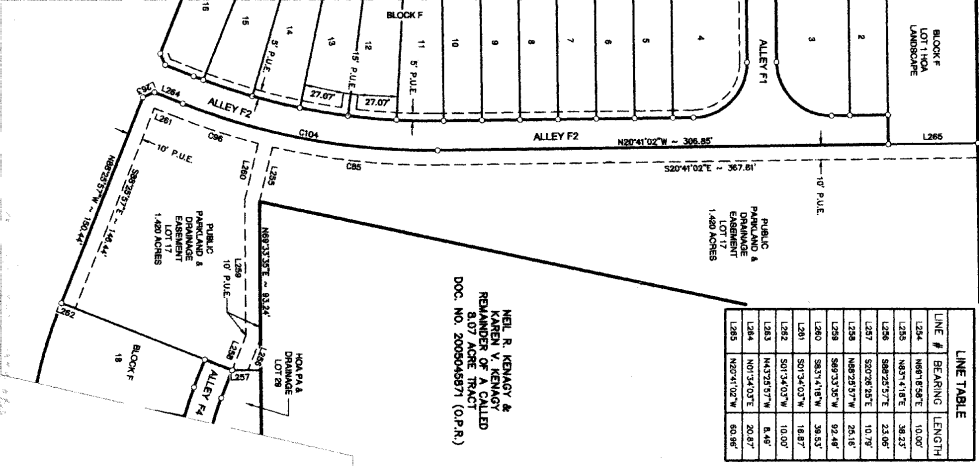 BLOCK F
LOT 1 HOA
LANDSCAPE
2
3
ALLEY F1
4
5
6
7
8
9
10
11
12
13
14
15
16
BLOCK F
5' P.U.E.
15' P.U.E.
5' P.U.E.
27.07'
27.07'
ALLEY F2
ALLEY F2
L265
N20°41'02"W ~ 306.85'
S20°41'02"E ~ 367.81'
10' P.U.E.
L264
L261
C96
C104
C85
L260
L255
10' P.U.E.
N88°25'57"W ~ 150.44'
S88°25'57"E ~ 146.44'
PUBLIC
PARKLAND &
DRAINAGE
EASEMENT
LOT 17
1.420 ACRES
L259
10' P.U.E.
N69°33'35"E ~ 93.24'
PUBLIC
PARKLAND &
DRAINAGE
EASEMENT
LOT 17
1.420 ACRES
NEIL R. KENAGY &
KAREN V. KENAGY
REMAINDER OF A CALLED
8.07 ACRE TRACT
DOC. NO. 2005045871 (O.P.R.)
L262
BLOCK F
18
L258
L256
L257
ALLEY F4
HOA PA &
DRAINAGE
LOT 29
LINE TABLE
LINE # BEARING LENGTH
L254 N69°18'58"E 10.00'
L255 N83°14'18"E 38.23'
L256 S88°25'57"E 23.06'
L257 S20°26'25"E 10.79'
L258 N88°25'57"W 25.16'
L259 S69°33'35"W 92.49'
L260 S83°14'18"W 39.53'
L261 S01°34'03"W 16.87'
L262 S01°34'03"W 10.00'
L263 N43°25'57"W 8.49'
L264 N01°34'03"E 20.87'
L265 N20°41'02"W 60.96'